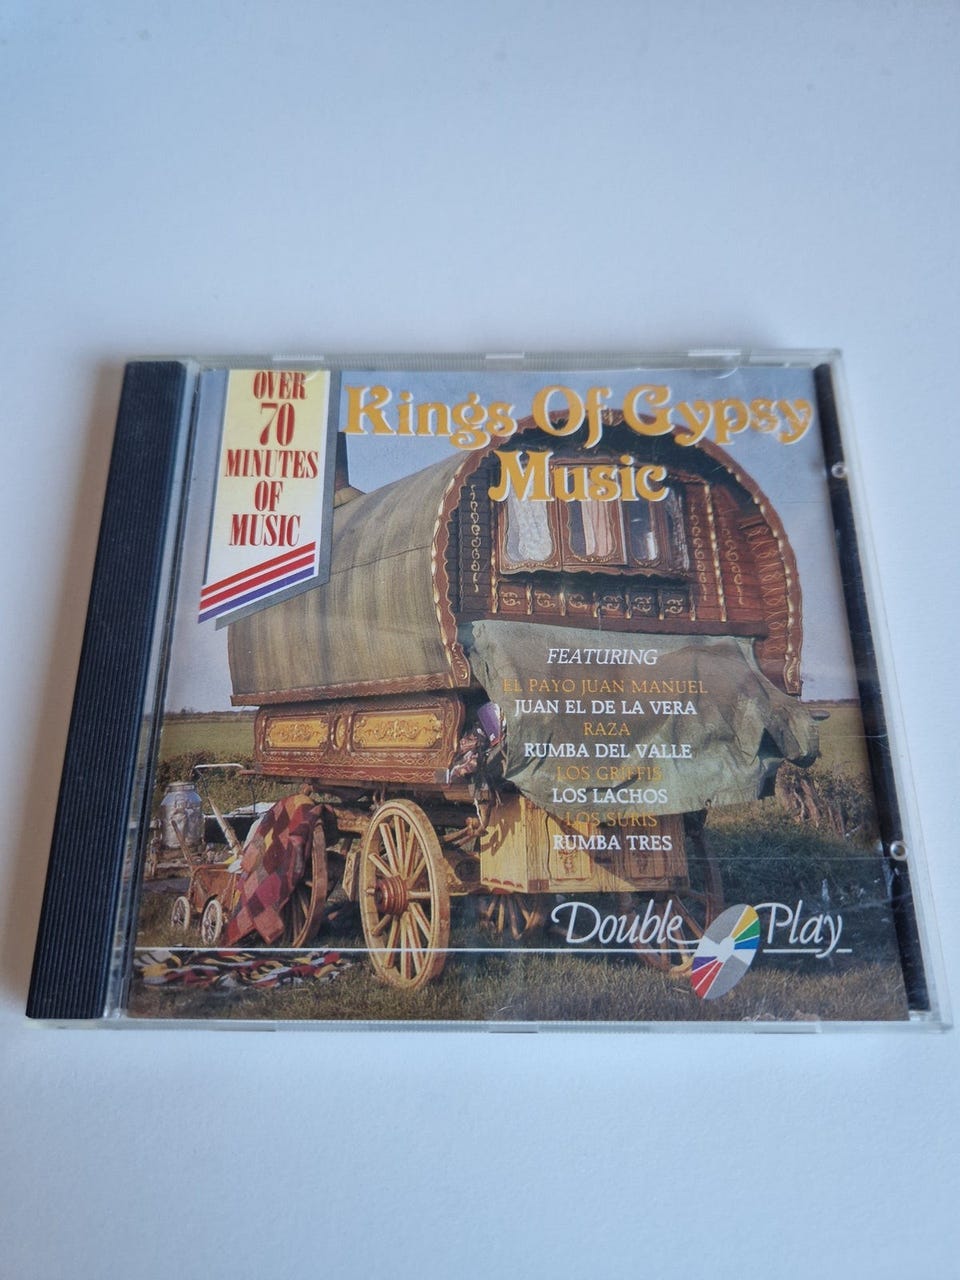 OVER
70
MINUTES
OF
MUSIC
Kings Of Gypsy
Music
FEATURING
EL PAYO JUAN MANUEL
JUAN EL DE LA VERA
RAZA
RUMBA DEL VALLE
LOS GRIFFIS
LOS LACHOS
LOS SURIS
RUMBA TRES
Double Play